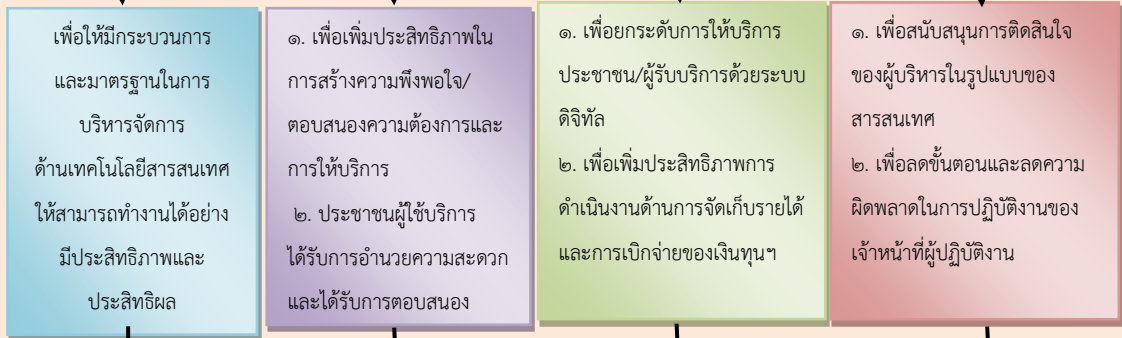 เพื่อให้มีกระบวนการ
และมาตรฐานในการ
บริหารจัดการ
ด้านเทคโนโลยีสารสนเทศ
ให้สามารถทำงานได้อย่าง
มีประสิทธิภาพและ
ประสิทธิผล
๑. เพื่อเพิ่มประสิทธิภาพใน
การสร้างความพึงพอใจ/
ตอบสนองความต้องการและ
การให้บริการ
๒. ประชาชนผู้ใช้บริการ
ได้รับการอำนวยความสะดวก
และได้รับการตอบสนอง
๑. เพื่อยกระดับการให้บริการ
ประชาชน/ผู้รับบริการด้วยระบบ
ดิจิทัล
๒. เพื่อเพิ่มประสิทธิภาพการ
ดำเนินงานด้านการจัดเก็บรายได้
และการเบิกจ่ายของเงินทุนฯ
๑. เพื่อสนับสนุนการติดสินใจ
ของผู้บริหารในรูปแบบของ
สารสนเทศ
๒. เพื่อลดขั้นตอนและลดความ
ผิดพลาดในการปฏิบัติงานของ
เจ้าหน้าที่ผู้ปฏิบัติงาน